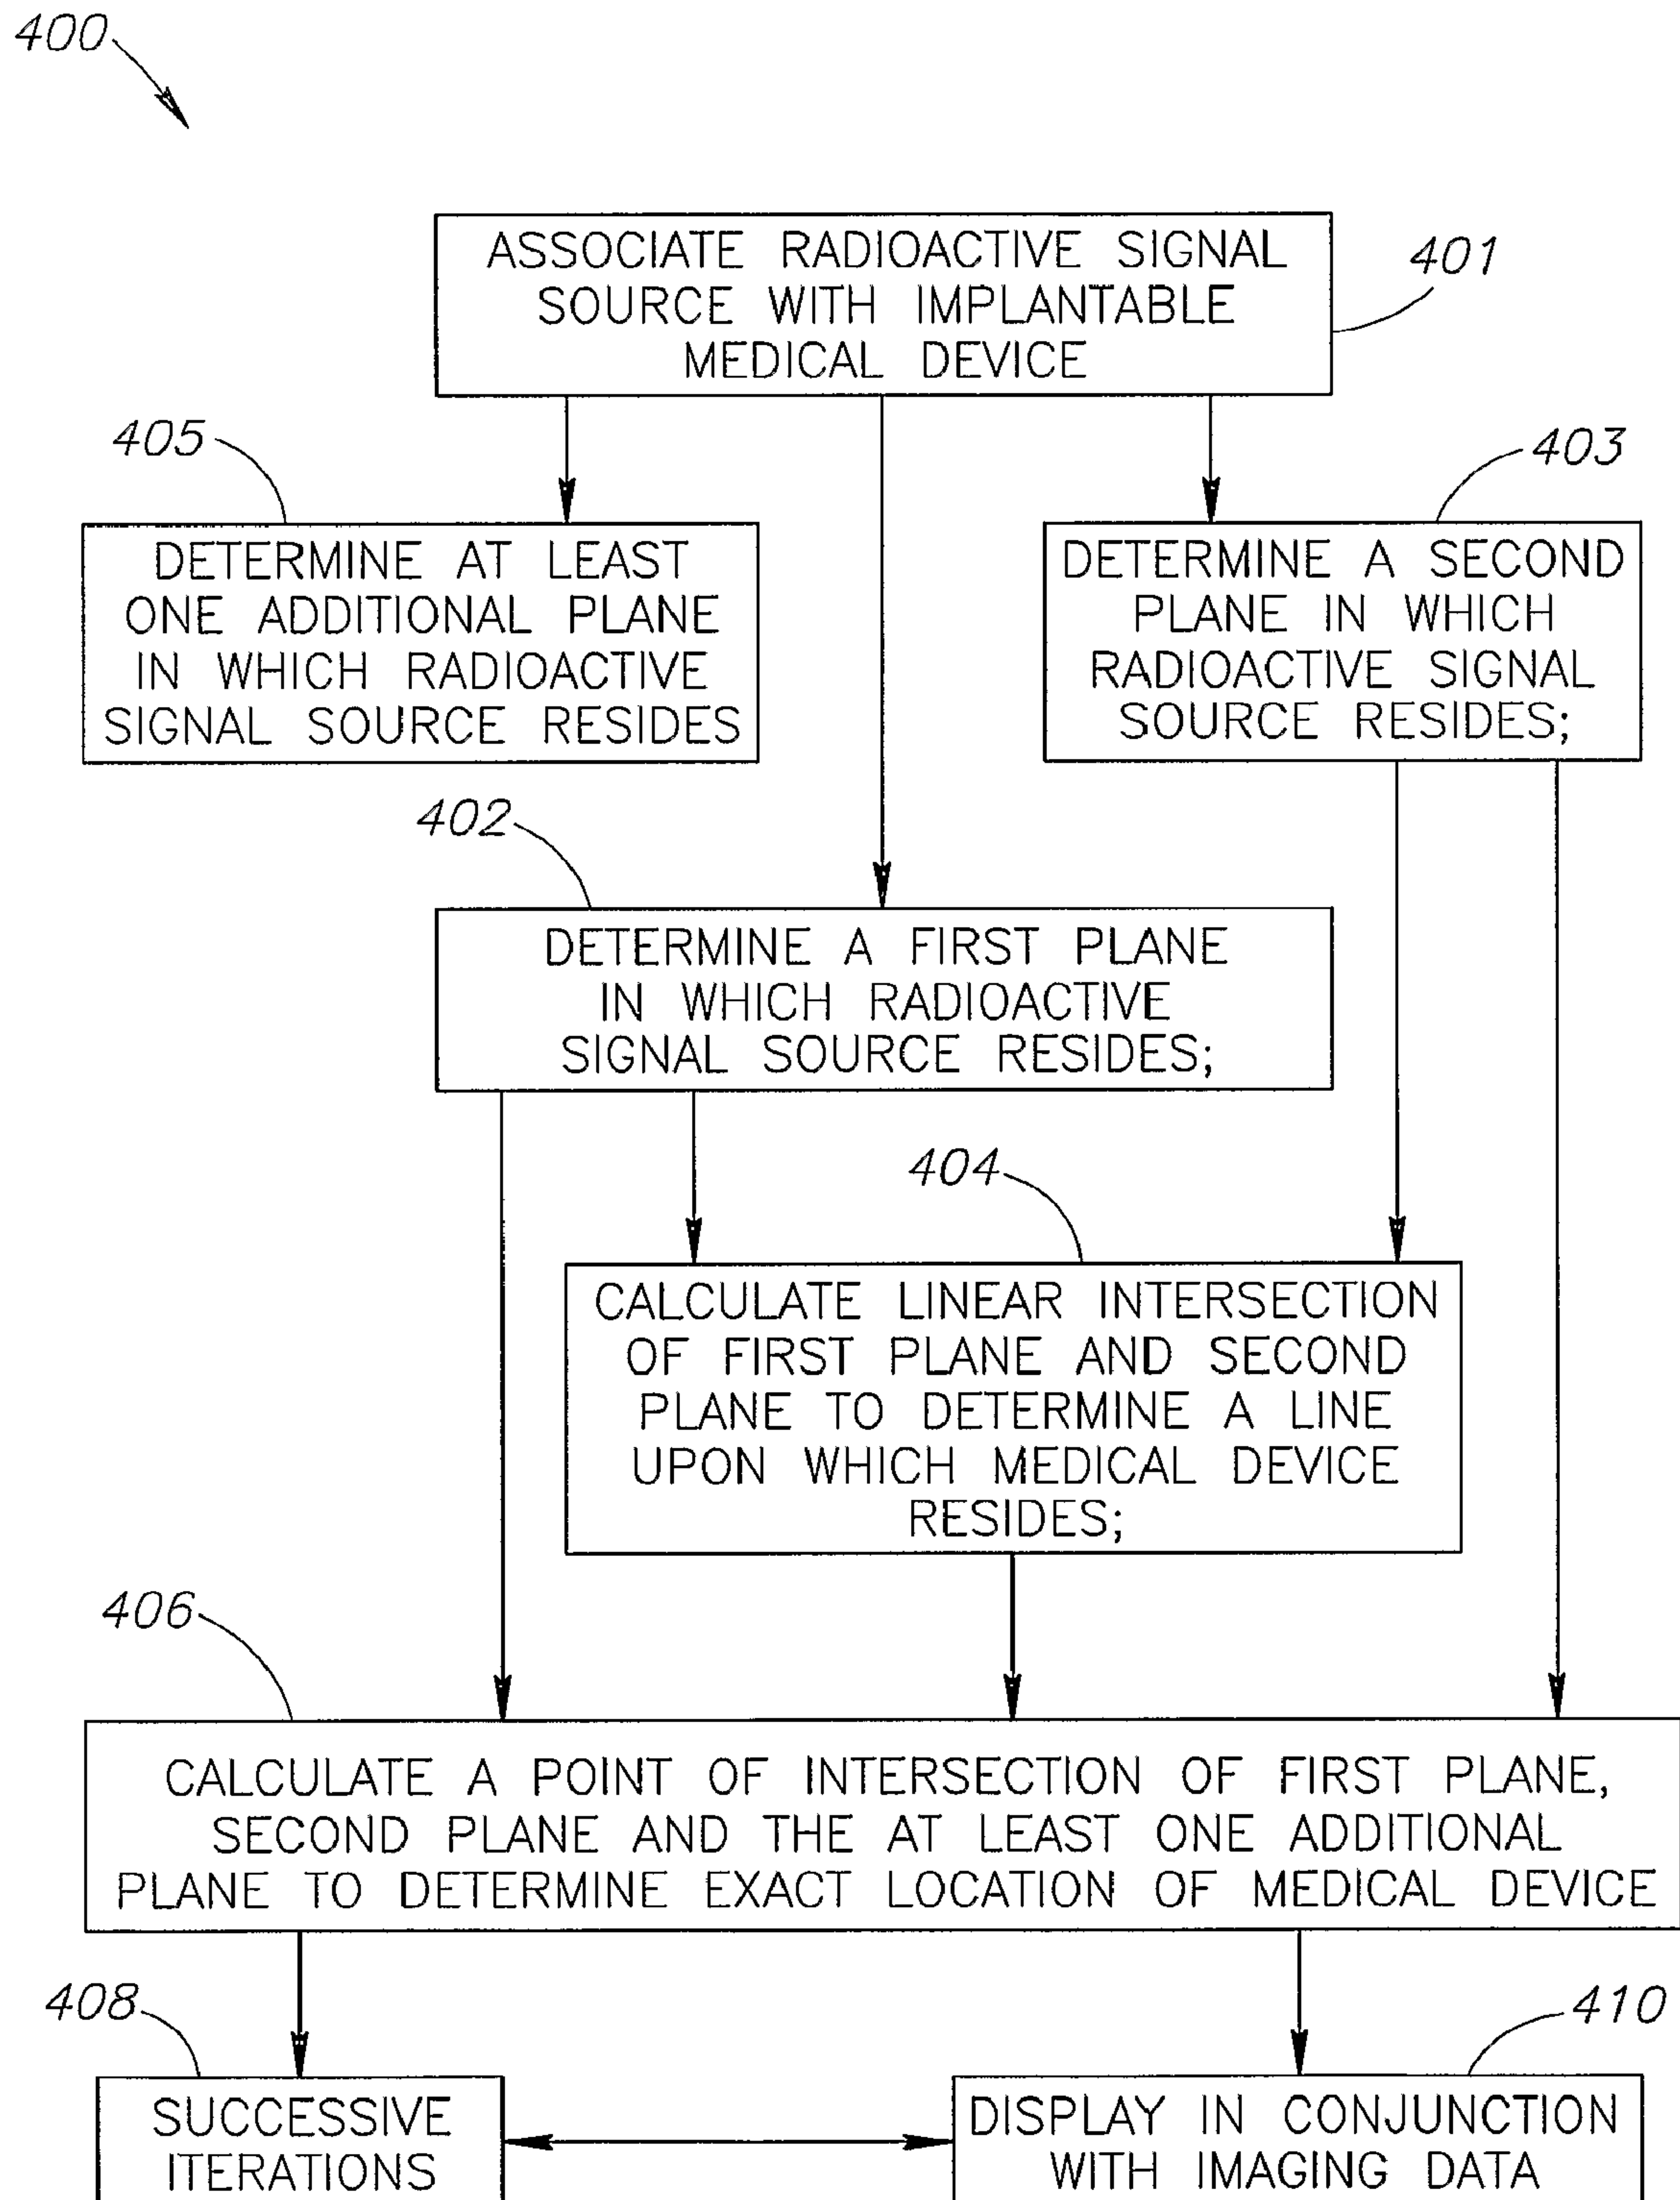 400
ASSOCIATE RADIOACTIVE SIGNAL
SOURCE WITH IMPLANTABLE
MEDICAL DEVICE
401
405
403
DETERMINE AT LEAST
ONE ADDITIONAL PLANE
IN WHICH RADIOACTIVE
SIGNAL SOURCE RESIDES
DETERMINE A SECOND
PLANE IN WHICH
RADIOACTIVE SIGNAL
SOURCE RESIDES;
402
DETERMINE A FIRST PLANE
IN WHICH RADIOACTIVE
SIGNAL SOURCE RESIDES;
404
CALCULATE LINEAR INTERSECTION
OF FIRST PLANE AND SECOND
PLANE TO DETERMINE A LINE
UPON WHICH MEDICAL DEVICE
RESIDES;
406
CALCULATE A POINT OF INTERSECTION OF FIRST PLANE,
SECOND PLANE AND THE AT LEAST ONE ADDITIONAL
PLANE TO DETERMINE EXACT LOCATION OF MEDICAL DEVICE
408
410
SUCCESSIVE
ITERATIONS
DISPLAY IN CONJUNCTION
WITH IMAGING DATA